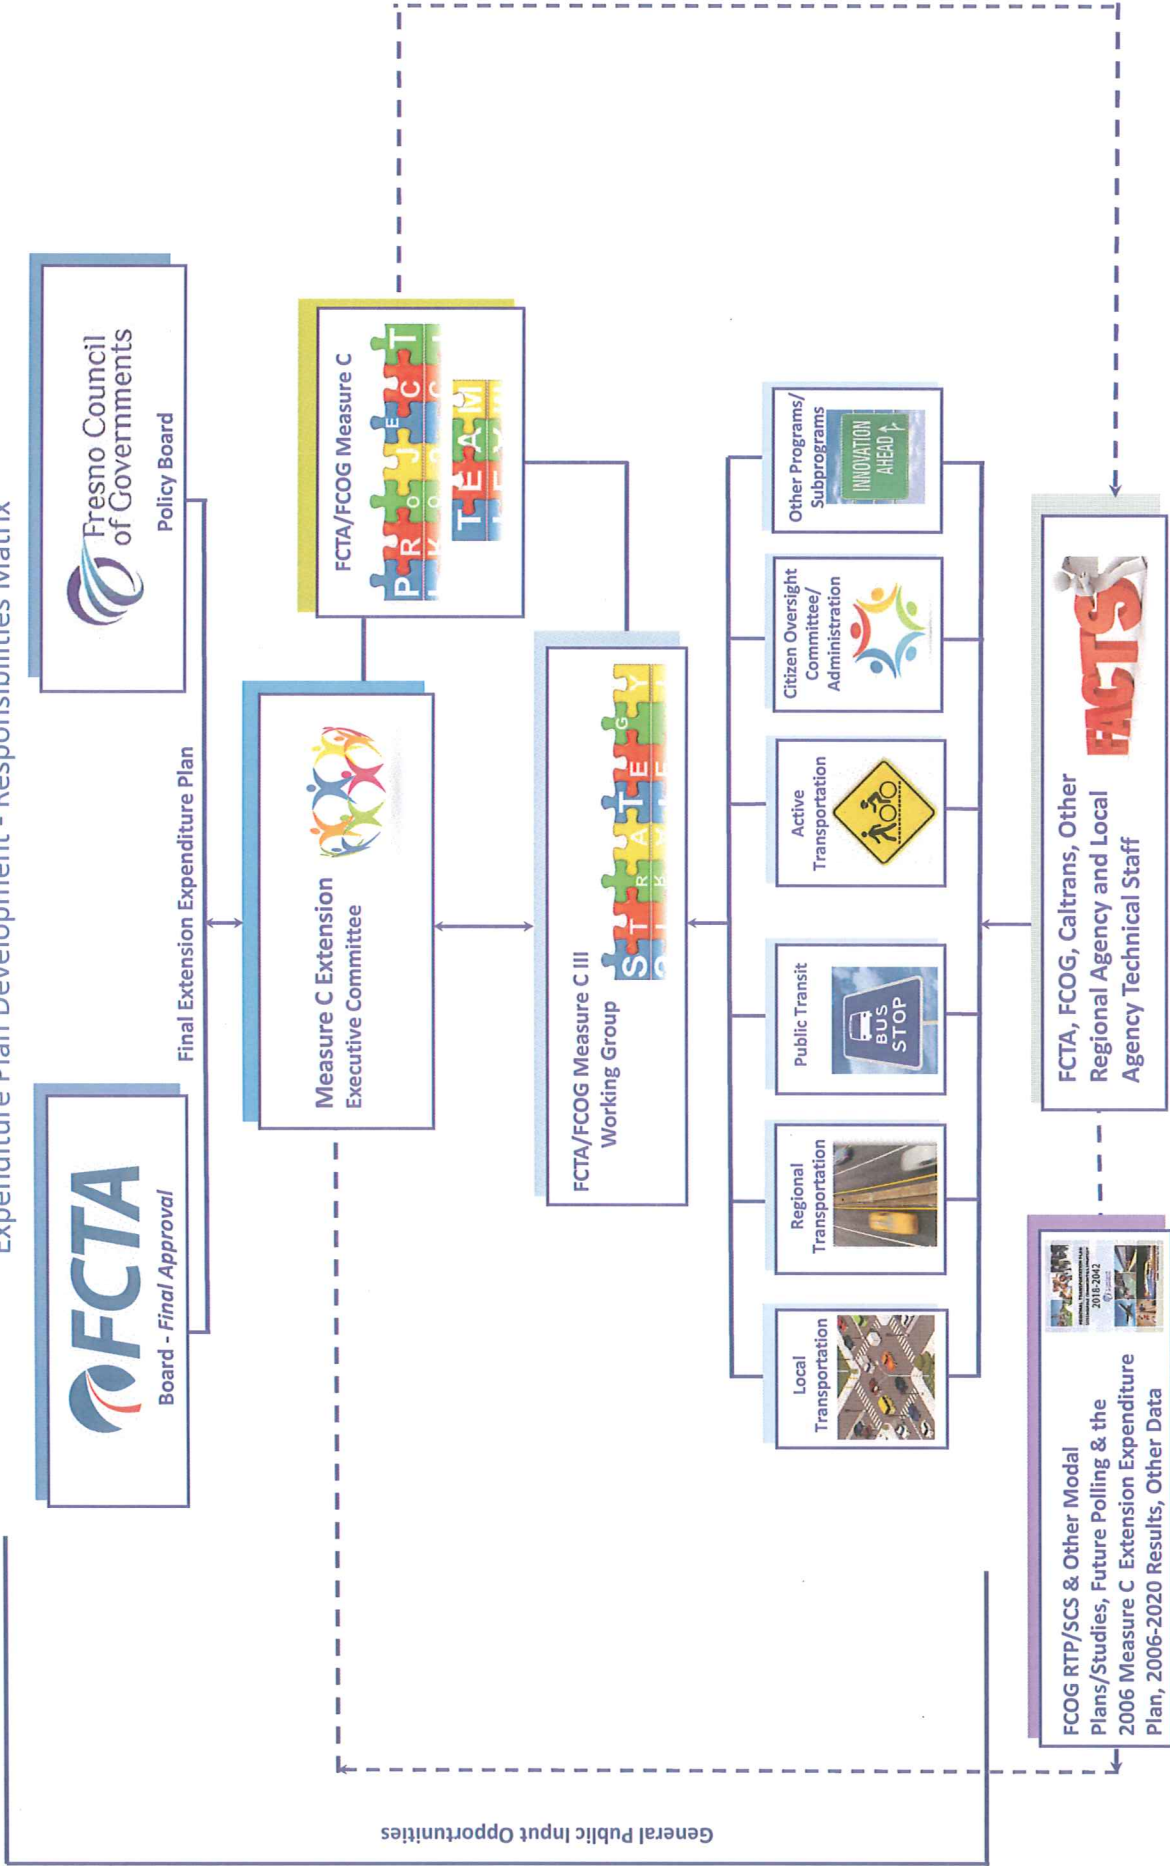 Expenditure Plan Development - Responsibilities Matrix
FCTA
Board - Final Approval
Fresno Council
of Governments
Policy Board
Final Extension Expenditure Plan
Measure C Extension
Executive Committee
FCTA/FCOG Measure C
PROJECT
TEAM
FCTA/FCOG Measure C III
Working Group
STRATEGY
Local
Transportation
Regional
Transportation
Public Transit
BUS
STOP
Active
Transportation
Citizen Oversight
Committee/
Administration
Other Programs/
Subprograms
INNOVATION
AHEAD
FCTA, FCOG, Caltrans, Other
Regional Agency and Local
Agency Technical Staff
FACTS
FCOG RTP/SCS & Other Modal
Plans/Studies, Future Polling & the
2006 Measure C Extension Expenditure
Plan, 2006-2020 Results, Other Data
2018-2042
General Public Input Opportunities